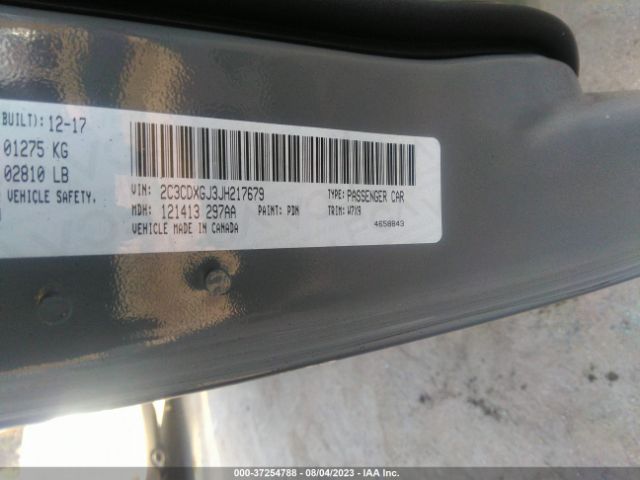 BUILT): 12-17
01275 KG
02810 LB
VEHICLE SAFETY.
VIN: 2C3CDXGJ3JH217679 TYPE: PASSENGER CAR
MDH: 121413 297AA PAINT: PDN TRIM: W7X9
VEHICLE MADE IN CANADA 4658843
000-37254788 - 08/04/2023 - IAA Inc.